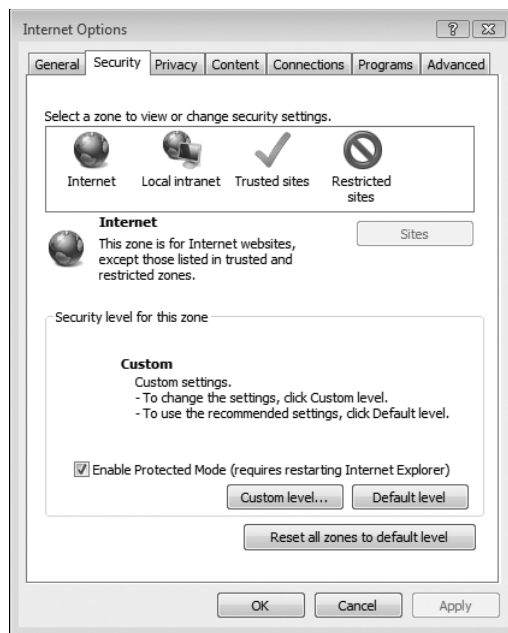 Internet Options
General Security Privacy Content Connections Programs Advanced
Select a zone to view or change security settings.
Internet Local intranet Trusted sites Restricted sites
Internet
This zone is for Internet websites,
except those listed in trusted and
restricted zones.
Sites
Security level for this zone
Custom
Custom settings.
- To change the settings, click Custom level.
- To use the recommended settings, click Default level.
Enable Protected Mode (requires restarting Internet Explorer)
Custom level... Default level
Reset all zones to default level
OK Cancel Apply